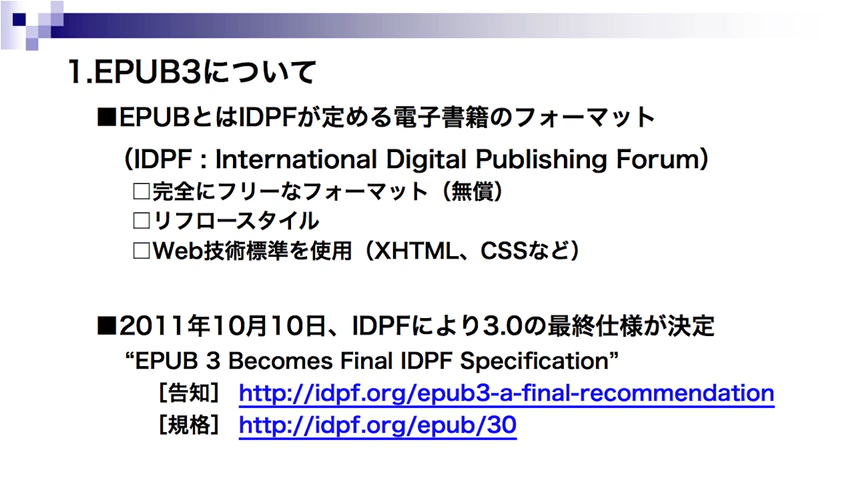 1.EPUB3について
■EPUBとはIDPFが定める電子書籍のフォーマット
（IDPF : International Digital Publishing Forum）
□完全にフリーなフォーマット（無償）
□リフロースタイル
□Web技術標準を使用（XHTML、CSSなど）
■2011年10月10日、IDPFにより3.0の最終仕様が決定
“EPUB 3 Becomes Final IDPF Specification”
［告知］ http://idpf.org/epub3-a-final-recommendation
［規格］ http://idpf.org/epub/30